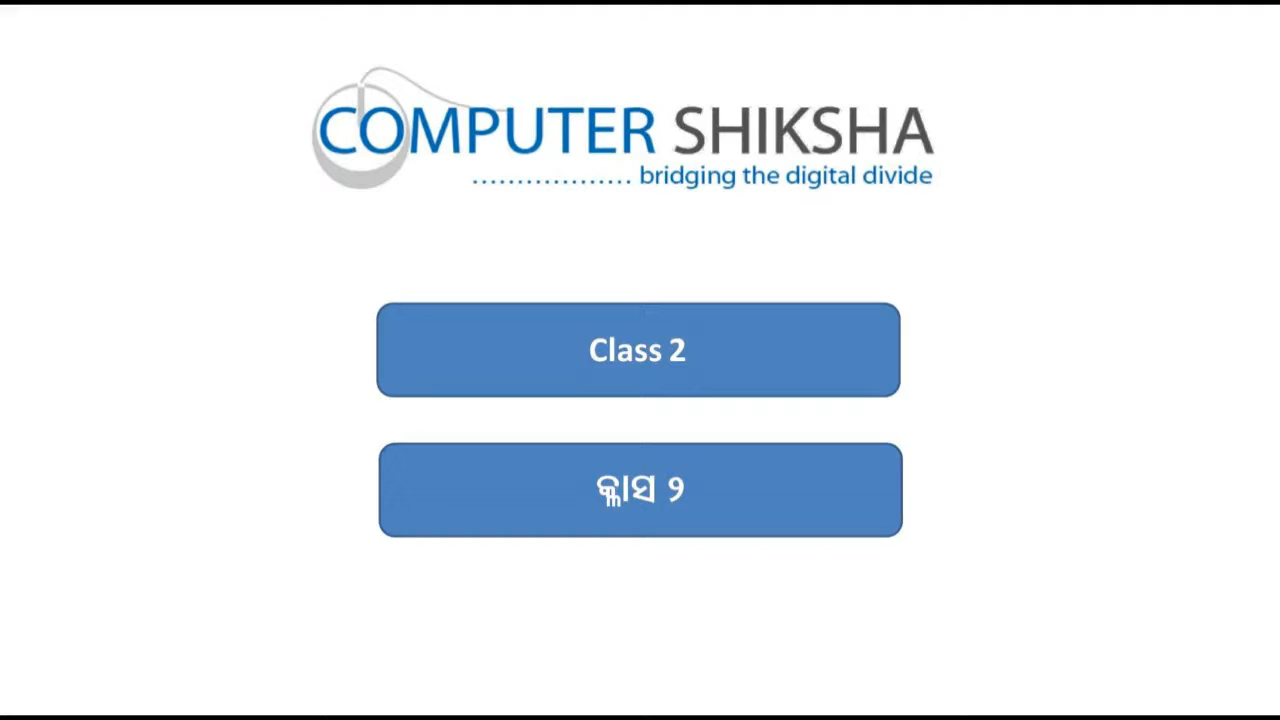 COMPUTER SHIKSHA
.................. bridging the digital divide
Class 2
କ୍ଲାସ ୨